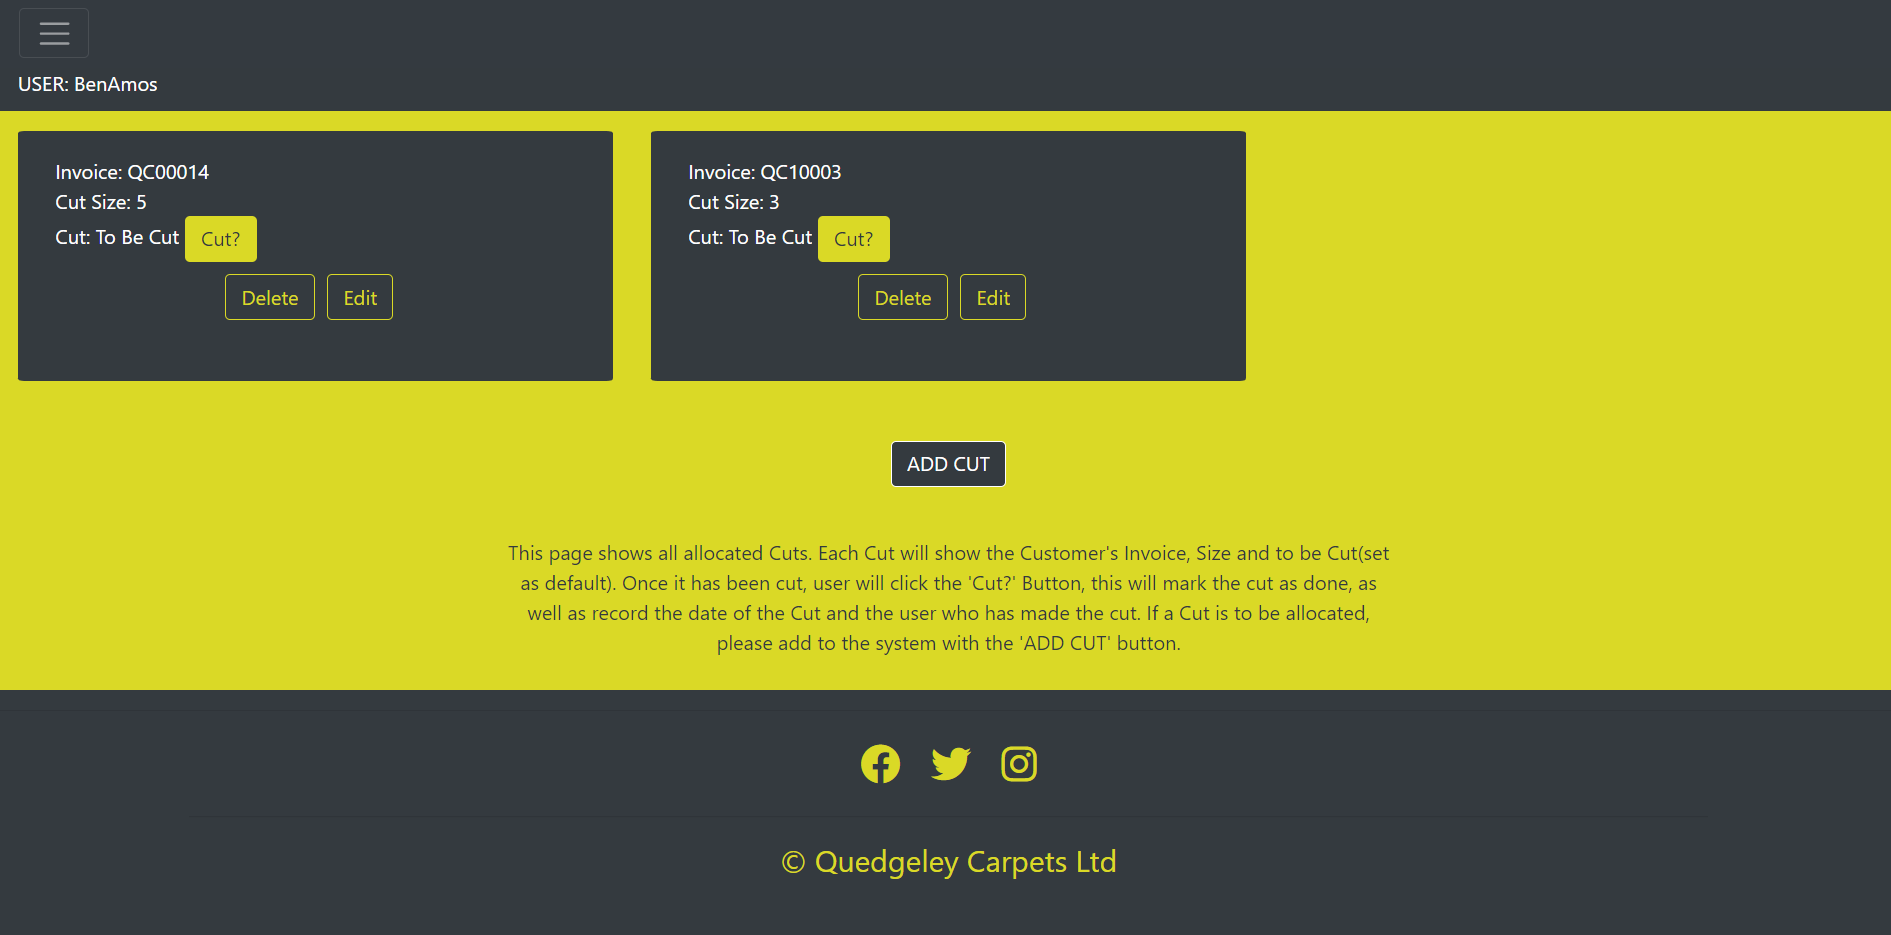 USER: BenAmos
Invoice: QC00014
Cut Size: 5
Cut: To Be Cut Cut?
Delete Edit
Invoice: QC10003
Cut Size: 3
Cut: To Be Cut Cut?
Delete Edit
ADD CUT
This page shows all allocated Cuts. Each Cut will show the Customer's Invoice, Size and to be Cut(set
as default). Once it has been cut, user will click the 'Cut?' Button, this will mark the cut as done, as
well as record the date of the Cut and the user who has made the cut. If a Cut is to be allocated,
please add to the system with the 'ADD CUT' button.
© Quedgeley Carpets Ltd